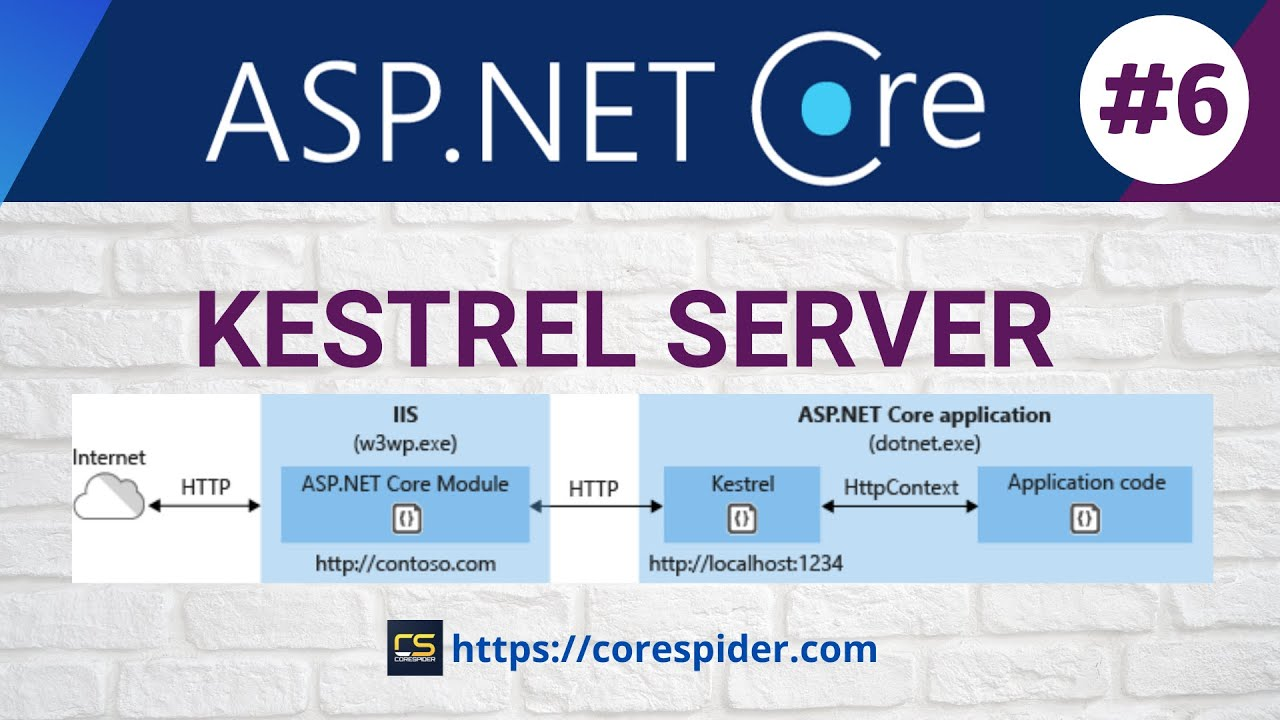 ASP.NET Core
#6
KESTREL SERVER
IIS
(w3wp.exe)
ASP.NET Core application
(dotnet.exe)
Internet
HTTP
ASP.NET Core Module
{}
HTTP
Kestrel
{}
HttpContext
Application code
{}
http://contoso.com
http://localhost:1234
CS
CORESPIDER
https://corespider.com